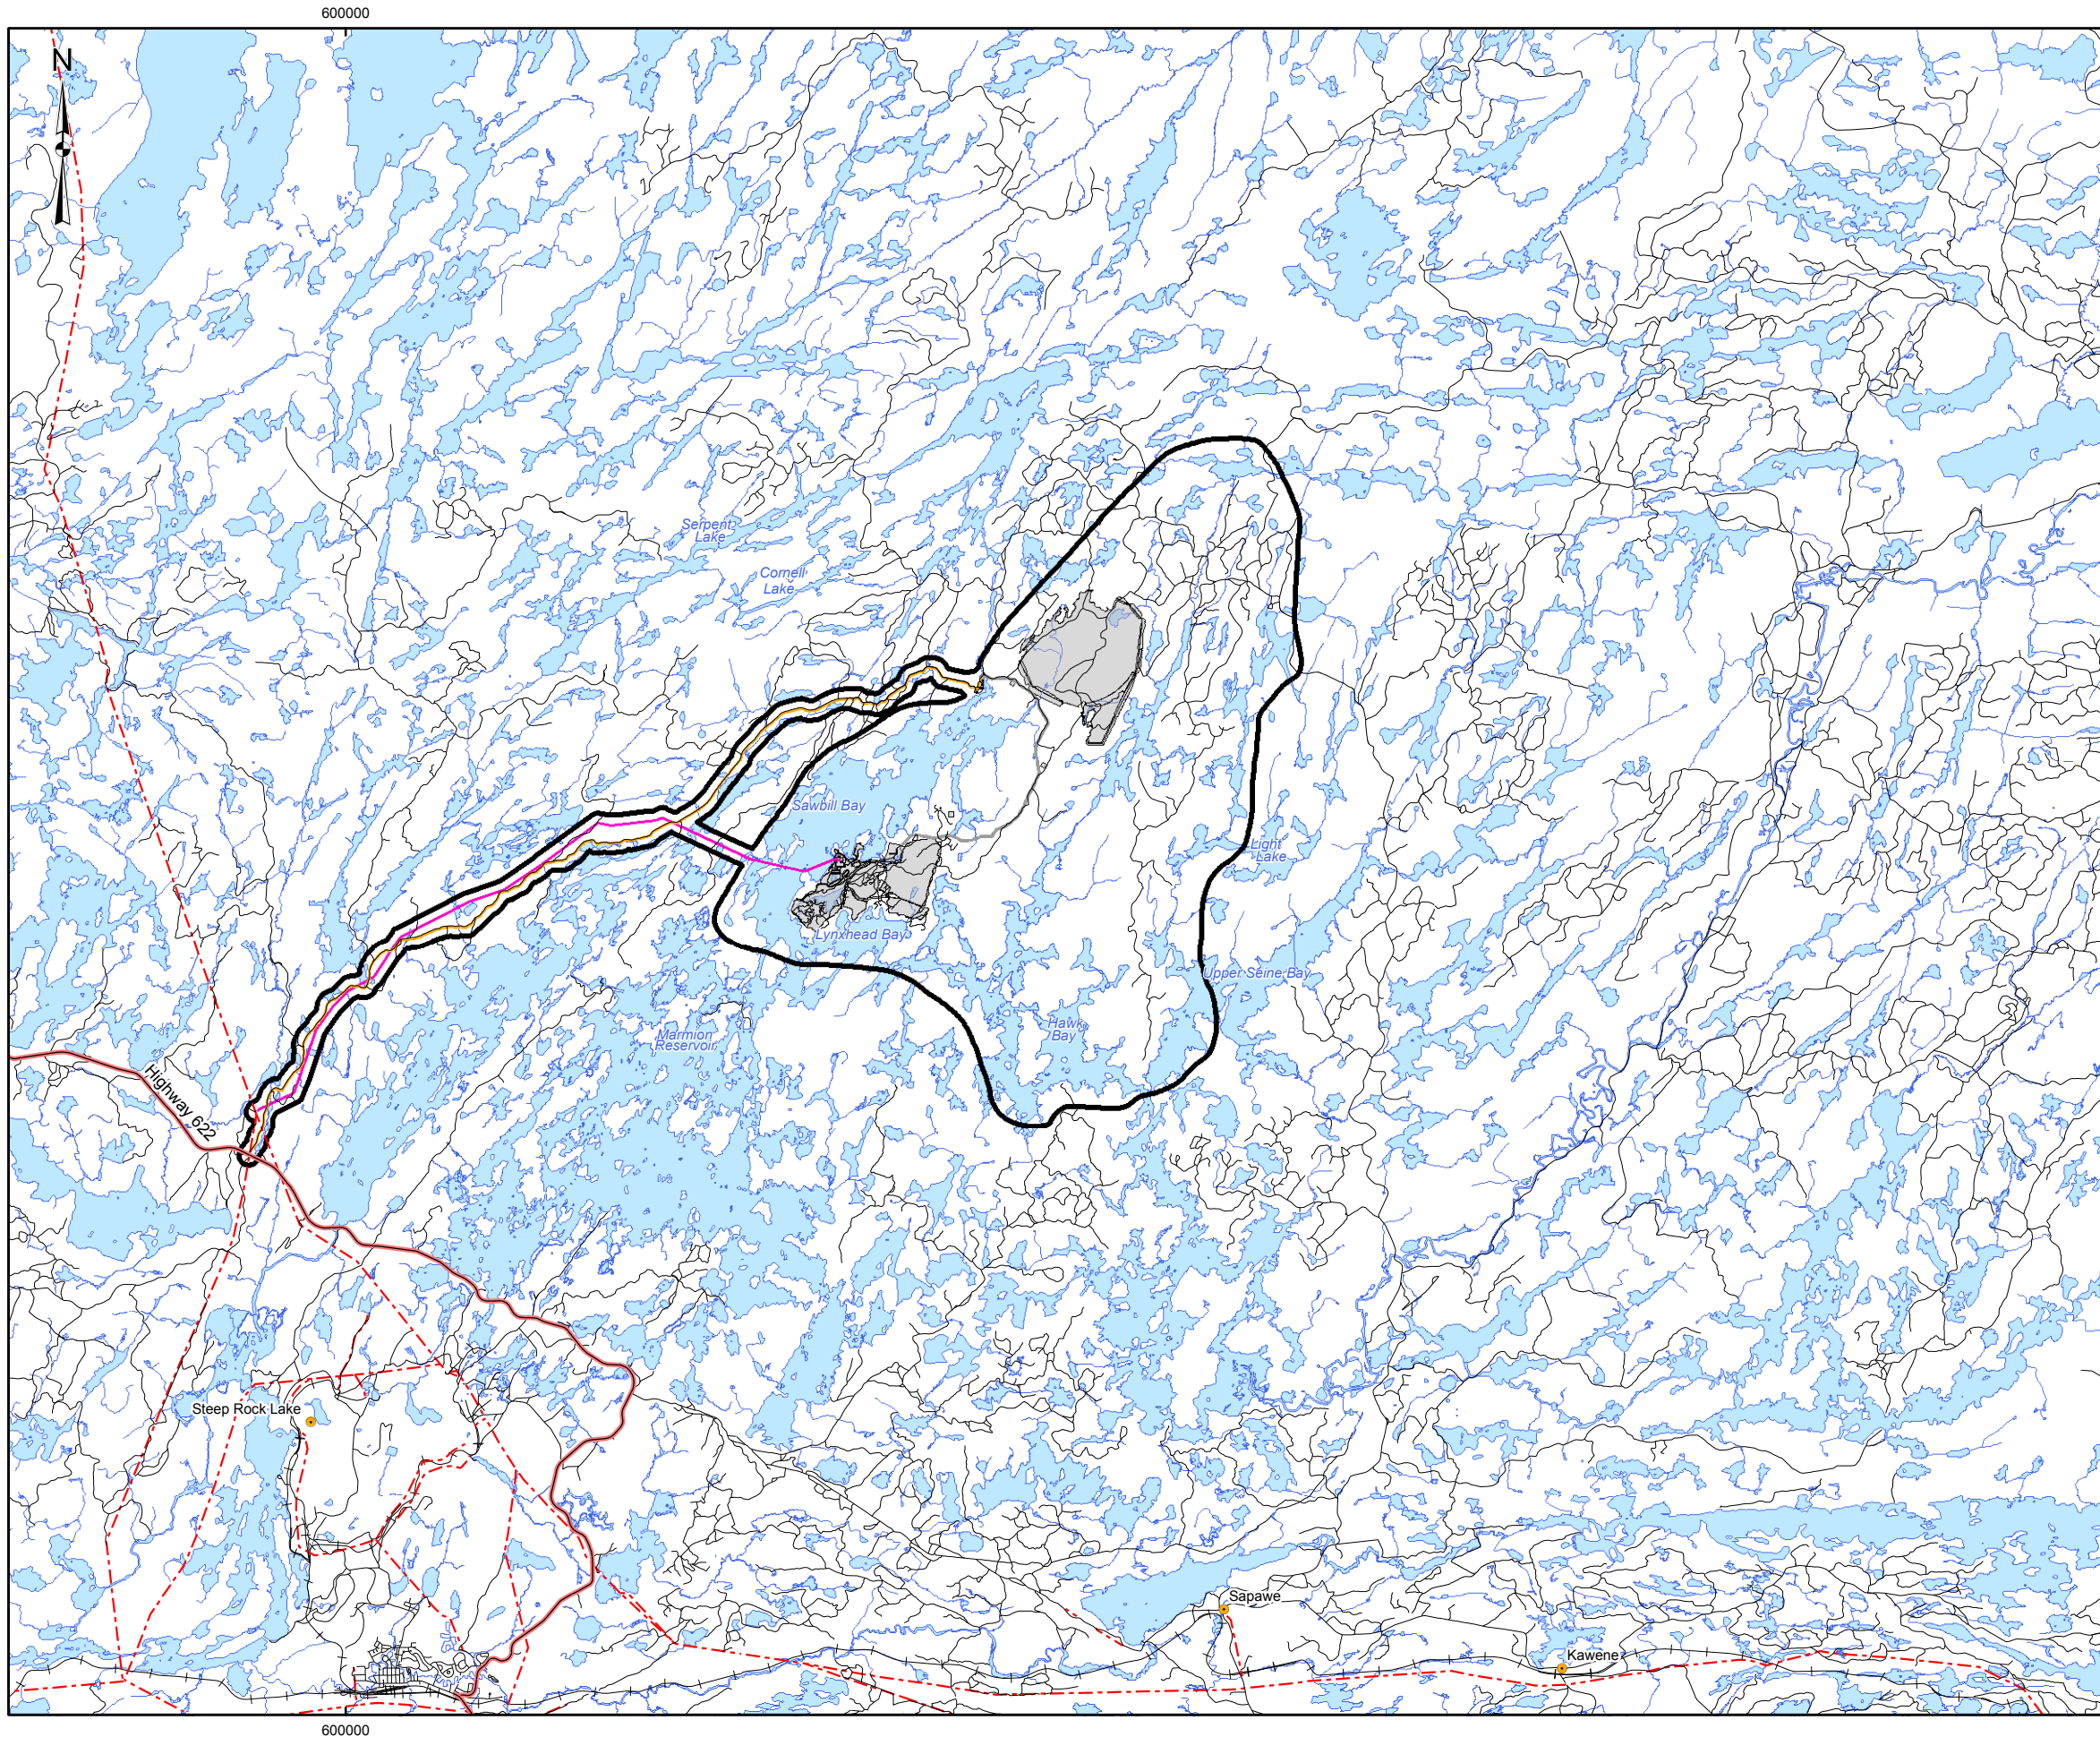 600000
N
Serpent
Lake
Cornell
Lake
Sawbill Bay
Light
Lake
Lynxhead Bay
Upper Seine Bay
Hawk
Bay
Marmion
Reservoir
Highway 622
Steep Rock Lake
Sapawe
Kawene
600000